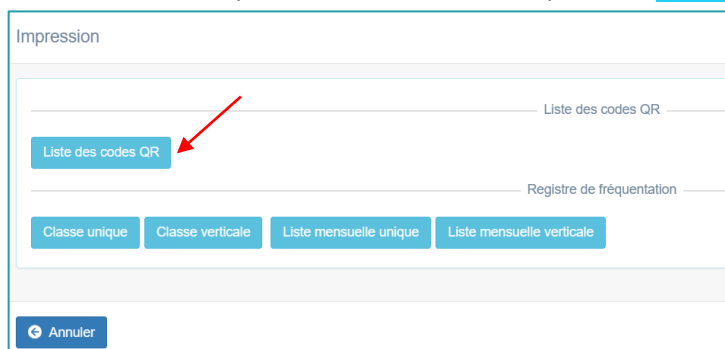 Impression
Liste des codes QR
Liste des codes QR
Registre de fréquentation
Classe unique Classe verticale Liste mensuelle unique Liste mensuelle verticale
Annuler